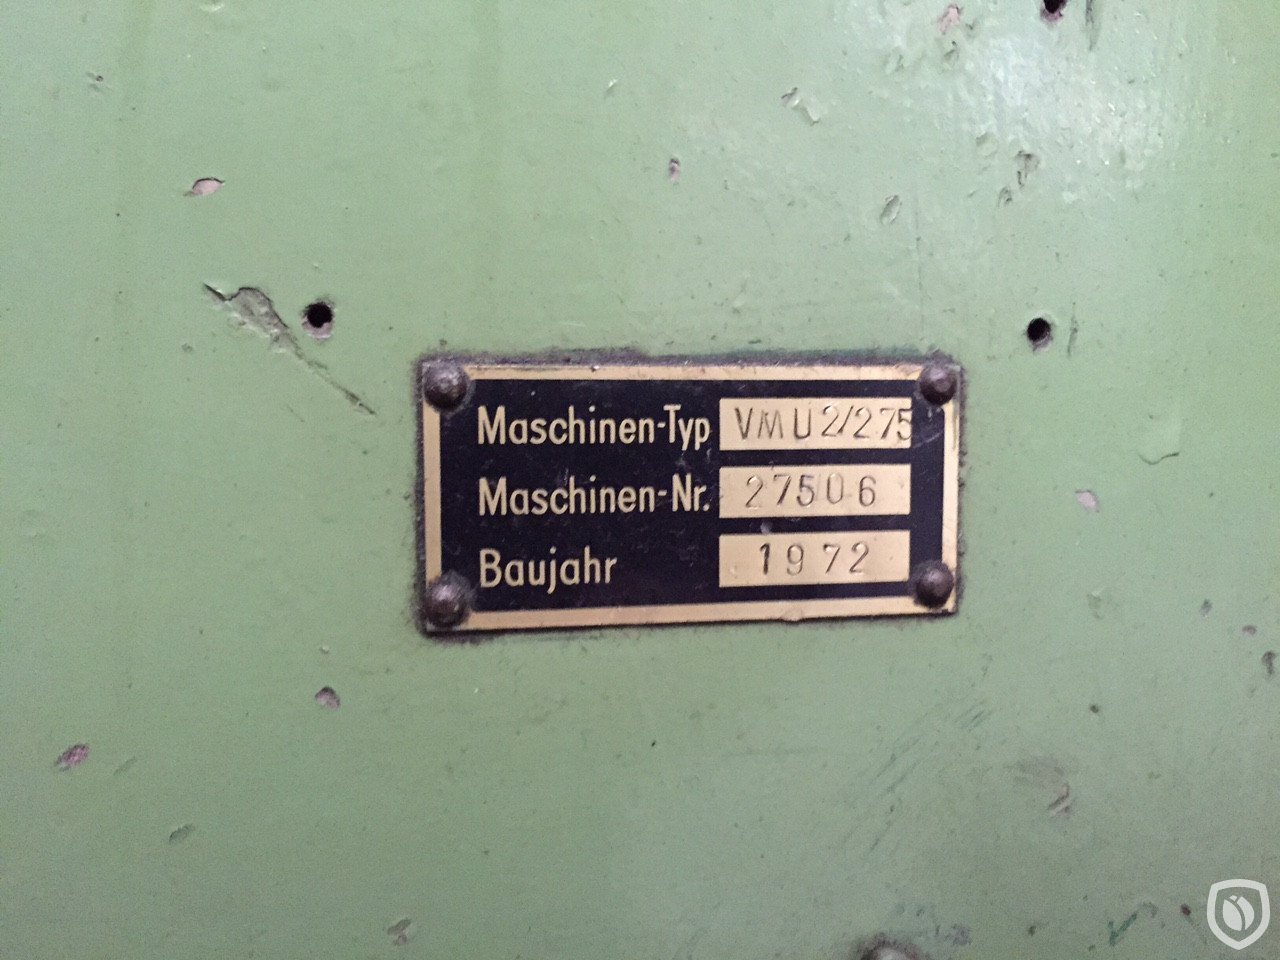 Maschinen-Typ VMU2/275
Maschinen-Nr. 27506
Baujahr 1972